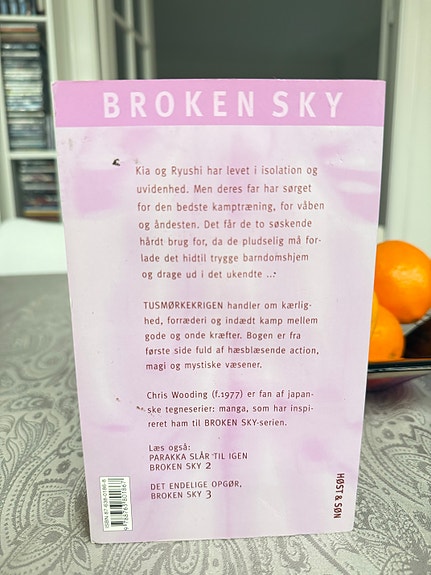 BROKEN SKY
Kia og Ryushi har levet i isolation og
uvidenhed. Men deres far har sørget
for den bedste kamptræning, for våben
og åndesten. Det får de to søskende
hårdt brug for, da de pludselig må for-
lade det hidtil trygge barndomshjem
og drage ud i det ukendte ...
TUSMØRKEKRIGEN handler om kærlig-
hed, forræderi og indædt kamp mellem
gode og onde kræfter. Bogen er fra
første side fuld af hæsblæsende action,
magi og mystiske væsener.
Chris Wooding (f.1977) er fan af japan-
ske tegneserier: manga, som har inspi-
reret ham til BROKEN SKY-serien.
Læs også:
PARAKKA SLÅR TIL IGEN
BROKEN SKY 2
DET ENDELIGE OPGØR,
BROKEN SKY 3
HØST & SØN